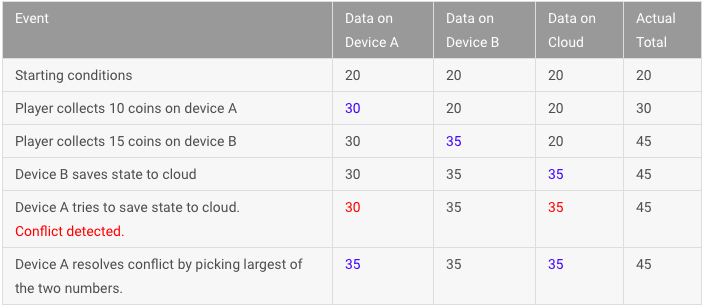 Event Data on Data on Data on Actual
Device A Device B Cloud Total
Starting conditions 20 20 20 20
Player collects 10 coins on device A 30 20 20 30
Player collects 15 coins on device B 30 35 20 45
Device B saves state to cloud 30 35 35 45
Device A tries to save state to cloud. 30 35 35 45
Conflict detected.
Device A resolves conflict by picking largest of 35 35 35 45
the two numbers.